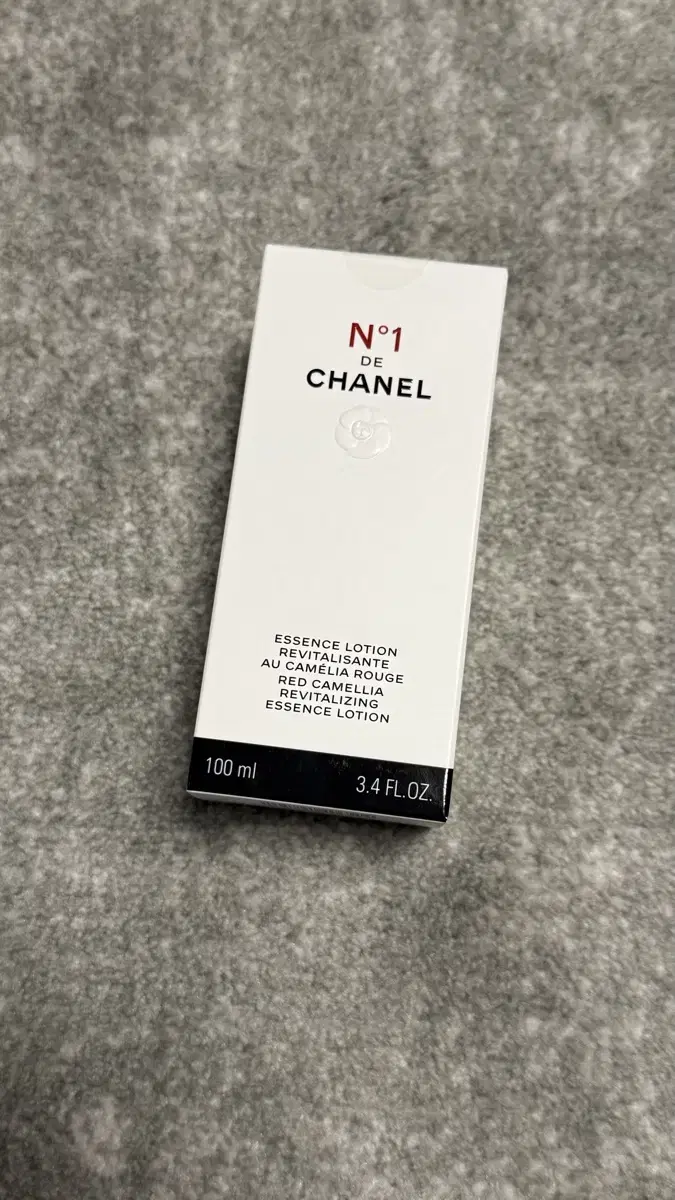 N°1
DE
CHANEL
ESSENCE LOTION
REVITALISANTE
AU CAMÉLIA ROUGE
RED CAMELLIA
REVITALIZING
ESSENCE LOTION
100 ml 3.4 FL.OZ.